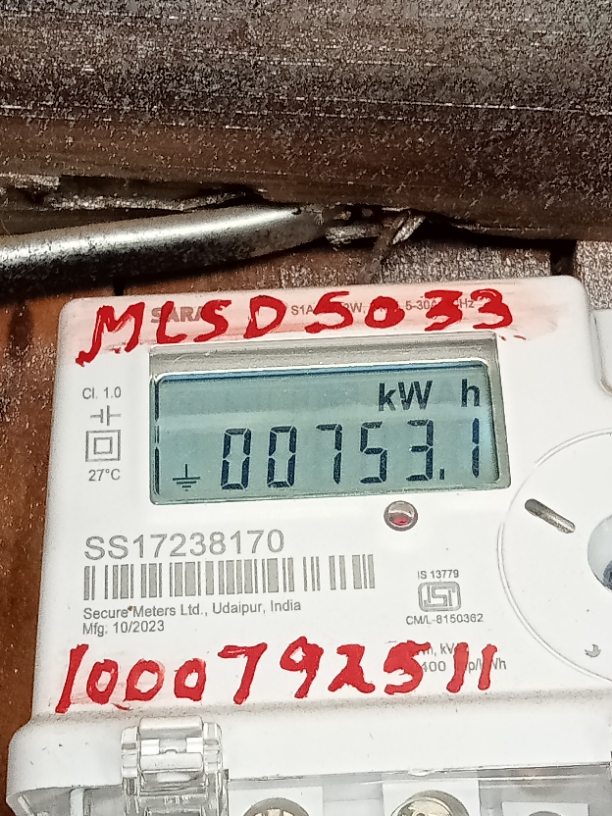 MLSD5033
Cl. 1.0
27°C
kW h
00753.1
SS17238170
Secure Meters Ltd., Udaipur, India
Mfg: 10/2023
IS 13779
ISI
CM/L-8150362
1000792511